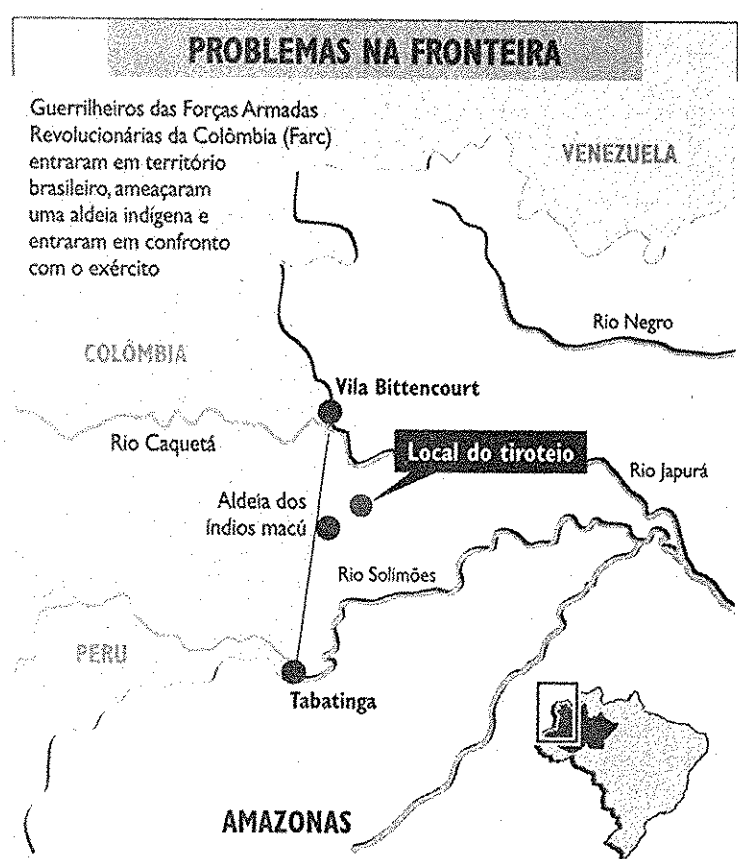 PROBLEMAS NA FRONTEIRA
Guerrilheiros das Forças Armadas
Revolucionárias da Colômbia (Farc)
entraram em território
brasileiro, ameaçaram
uma aldeia indígena e
entraram em confronto
com o exército
VENEZUELA
Rio Negro
COLÔMBIA
Vila Bittencourt
Rio Caquetá
Local do tiroteio
Rio Japurá
Aldeia dos
índios macú
Rio Solimões
PERU
Tabatinga
AMAZONAS